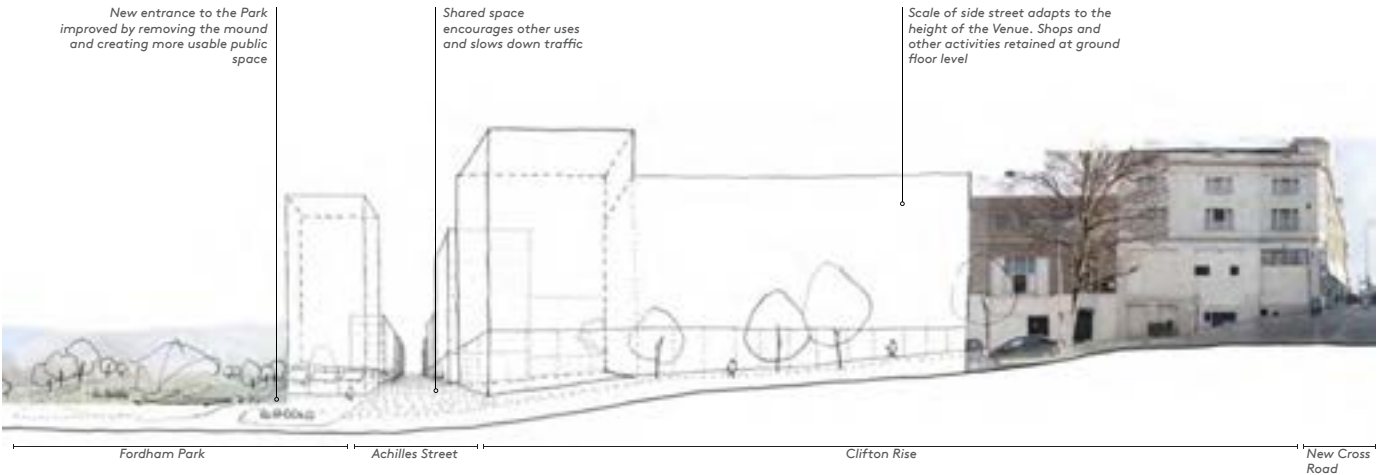 New entrance to the Park
improved by removing the mound
and creating more usable public
space
Shared space
encourages other uses
and slows down traffic
Scale of side street adapts to the
height of the Venue. Shops and
other activities retained at ground
floor level
Fordham Park
Achilles Street
Clifton Rise
New Cross
Road